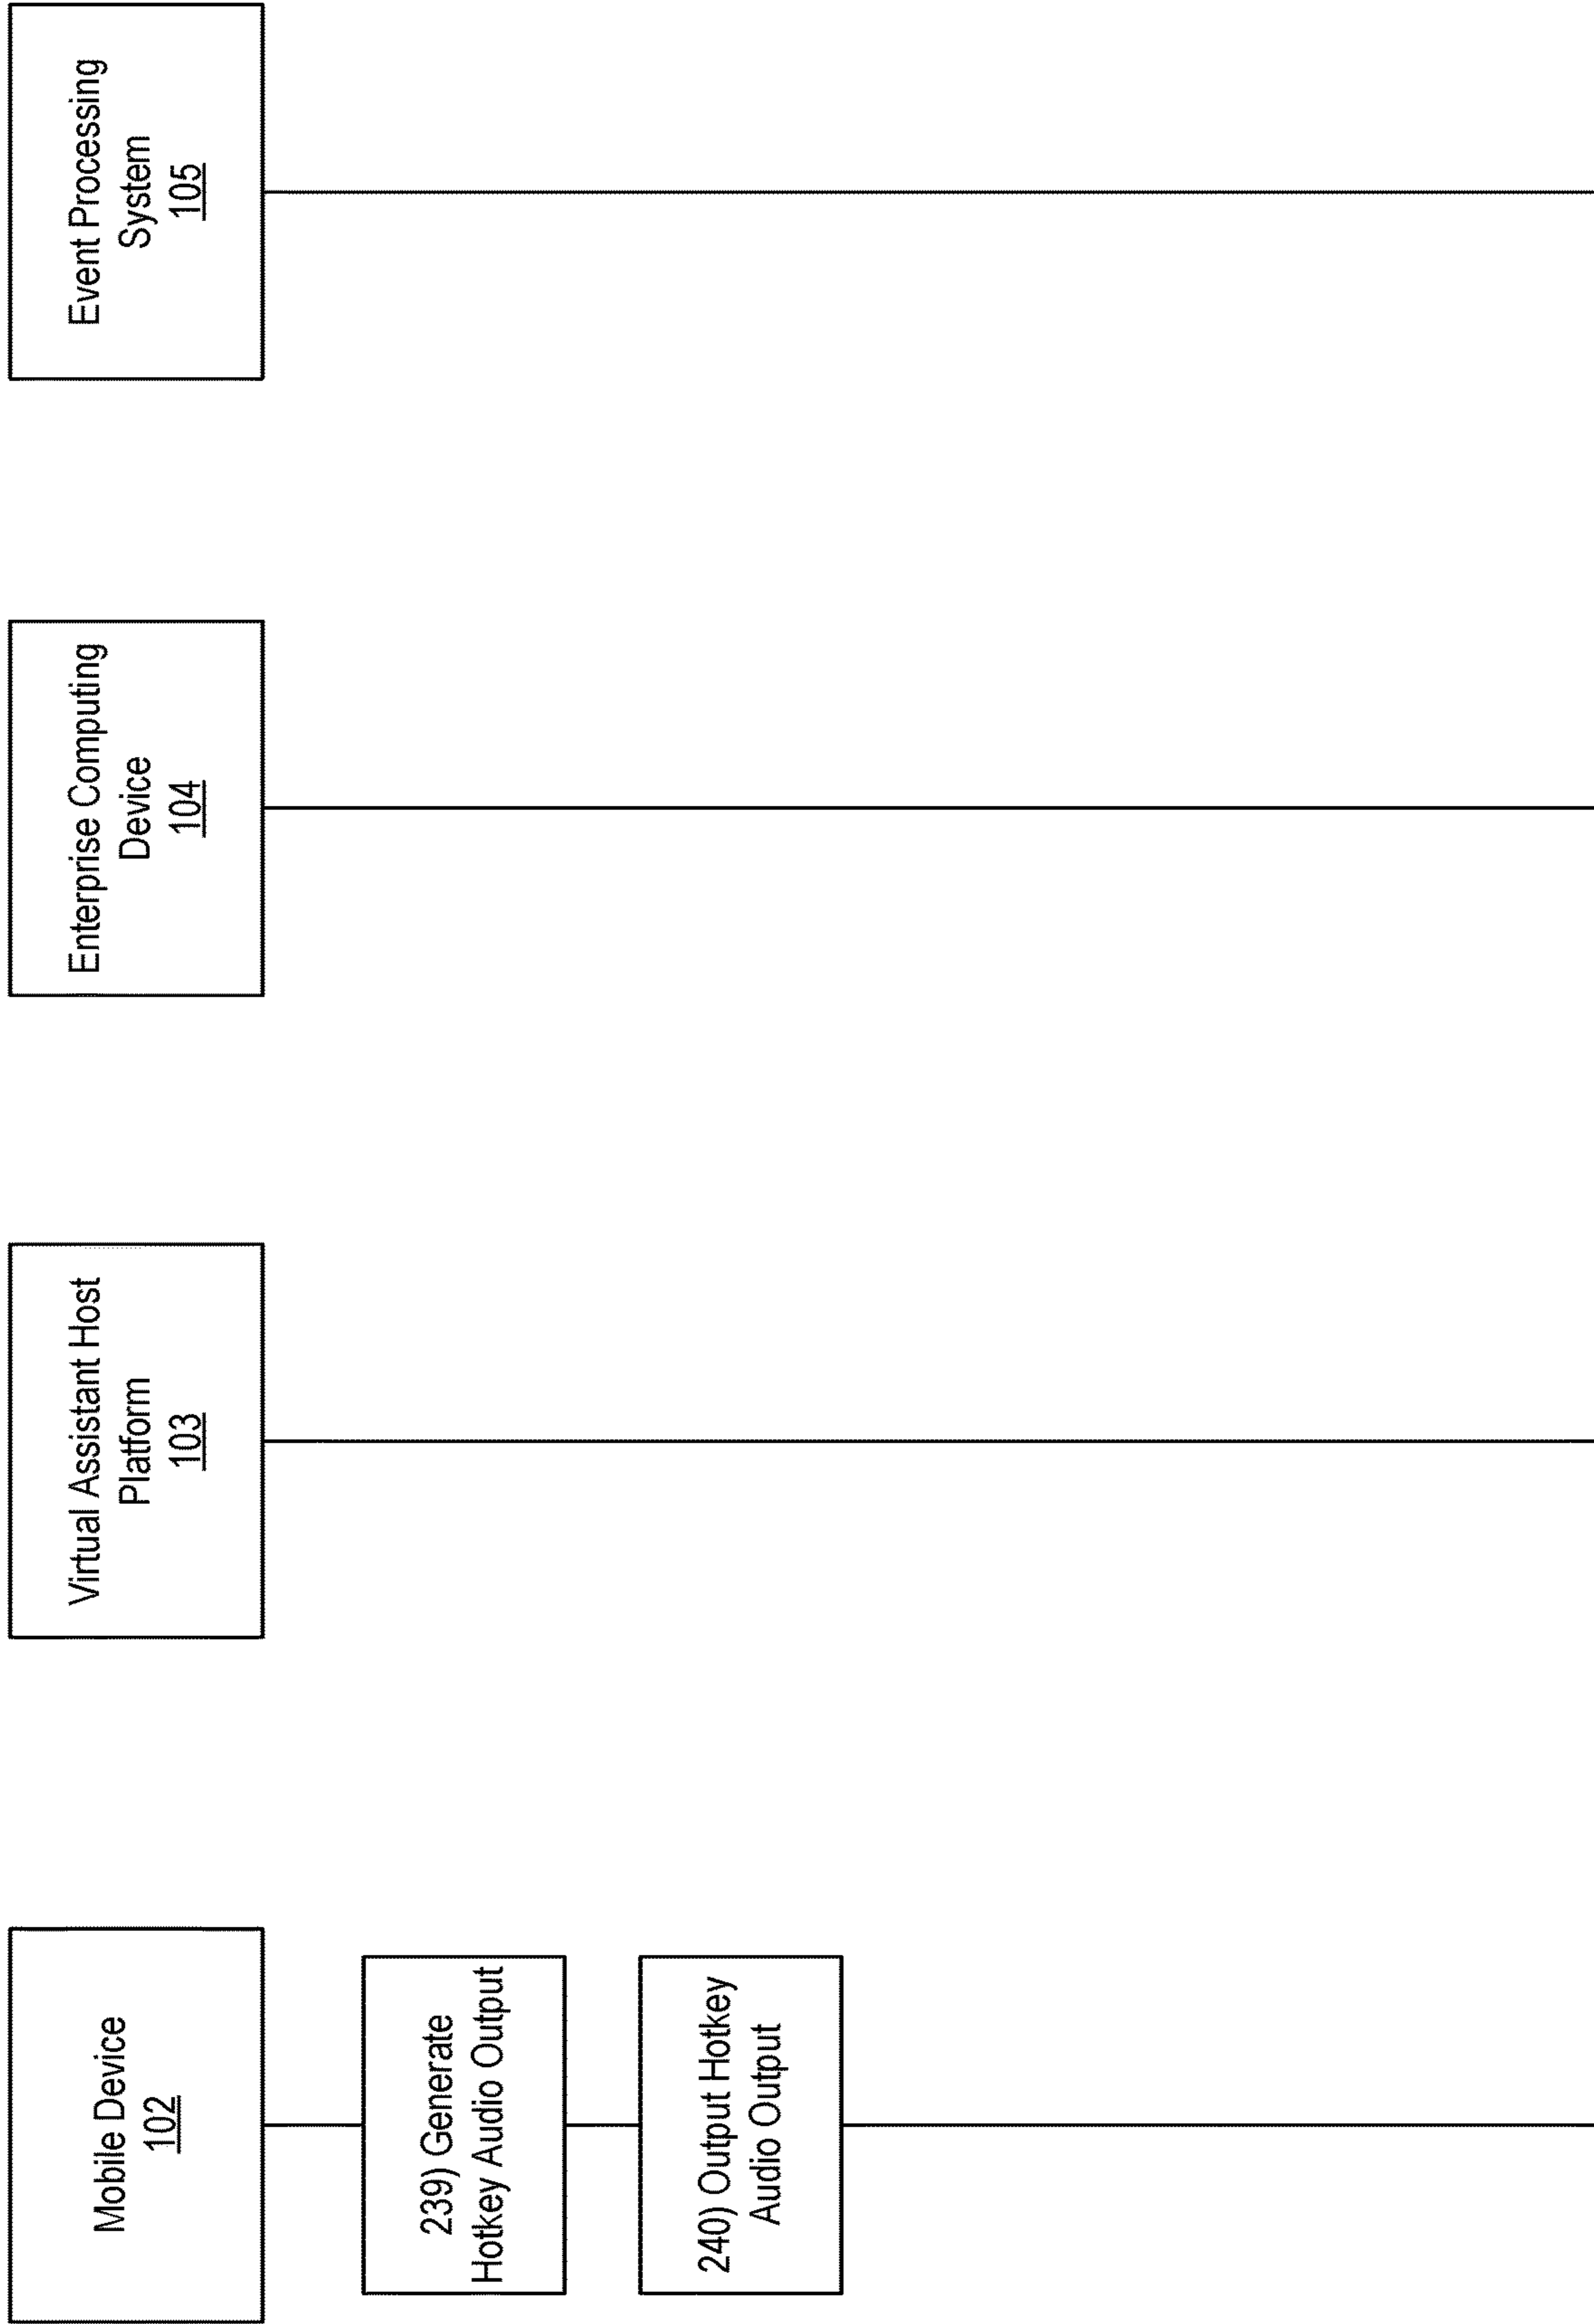 Mobile Device
102
Virtual Assistant Host
Platform
103
Enterprise Computing
Device
104
Event Processing
System
105
239) Generate
Hotkey Audio Output
240) Output Hotkey
Audio Output